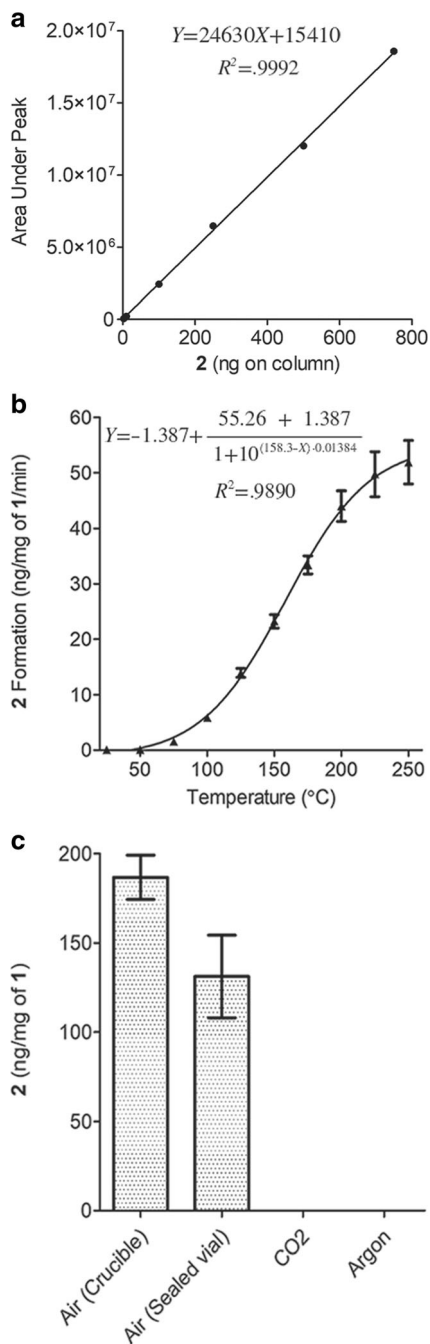 a
Y=24630X+15410
R²=.9992
2.0×10⁷
1.5×10⁷
1.0×10⁷
5.0×10⁶
0
Area Under Peak
0 200 400 600 800
2 (ng on column)
b
Y=–1.387+ 55.26 + 1.387
1+10^(158.3–X)·0.01384
R²=.9890
60
50
40
30
20
10
0
2 Formation (ng/mg of 1/min)
50 100 150 200 250
Temperature (°C)
c
200
150
100
50
0
2 (ng/mg of 1)
Air (Crucible)
Air (Sealed vial)
CO2
Argon